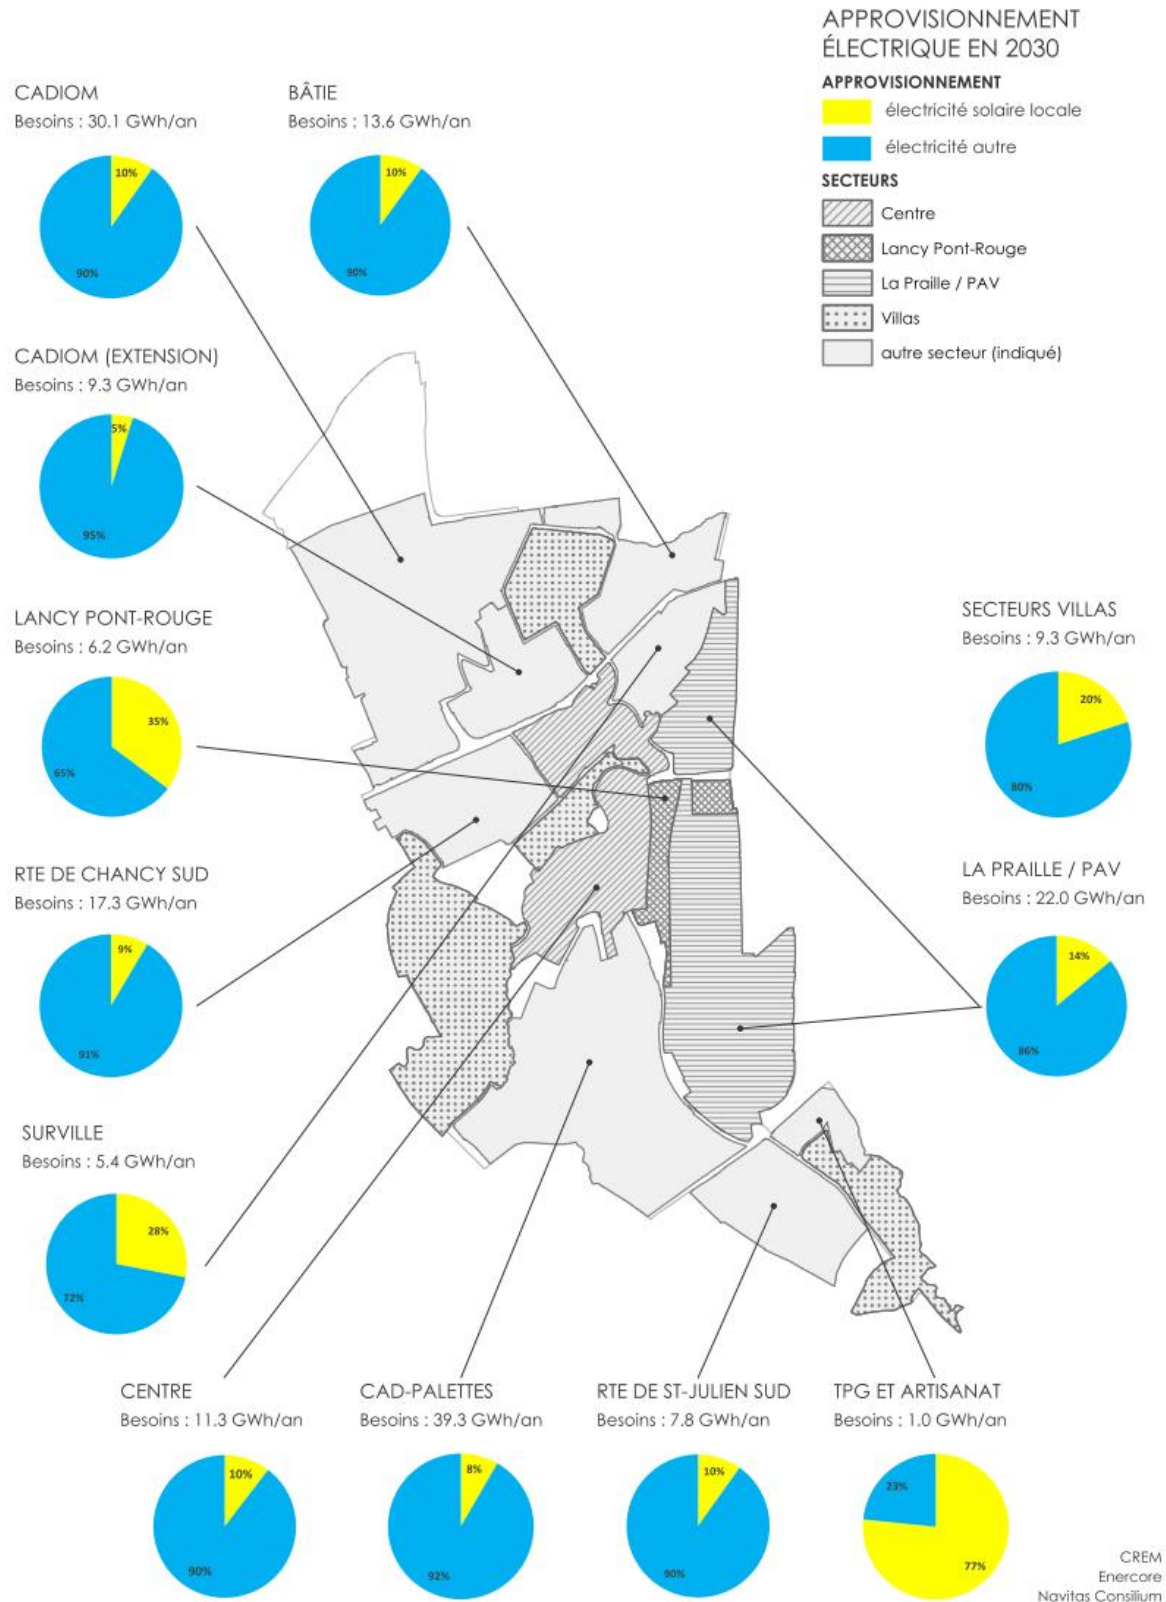 APPROVISIONNEMENT
ÉLECTRIQUE EN 2030
APPROVISIONNEMENT
électricité solaire locale
électricité autre
SECTEURS
Centre
Lancy Pont-Rouge
La Praille / PAV
Villas
autre secteur (indiqué)
CADIOM
Besoins : 30.1 GWh/an
10%
90%
BÂTIE
Besoins : 13.6 GWh/an
10%
90%
CADIOM (EXTENSION)
Besoins : 9.3 GWh/an
5%
95%
LANCY PONT-ROUGE
Besoins : 6.2 GWh/an
35%
65%
SECTEURS VILLAS
Besoins : 9.3 GWh/an
20%
80%
RTE DE CHANCY SUD
Besoins : 17.3 GWh/an
9%
91%
LA PRAILLE / PAV
Besoins : 22.0 GWh/an
14%
86%
SURVILLE
Besoins : 5.4 GWh/an
28%
72%
CENTRE
Besoins : 11.3 GWh/an
10%
90%
CAD-PALETTES
Besoins : 39.3 GWh/an
8%
92%
RTE DE ST-JULIEN SUD
Besoins : 7.8 GWh/an
10%
90%
TPG ET ARTISANAT
Besoins : 1.0 GWh/an
23%
77%
CREM
Enercore
Navitas Consilium